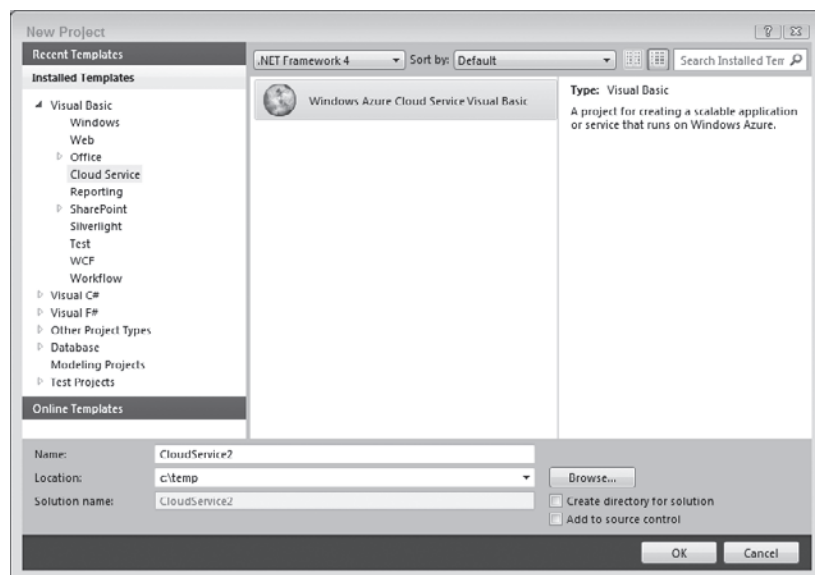 New Project
Recent Templates
Installed Templates
Visual Basic
Windows
Web
Office
Cloud Service
Reporting
SharePoint
Silverlight
Test
WCF
Workflow
Visual C#
Visual F#
Other Project Types
Database
Modeling Projects
Test Projects
Online Templates
.NET Framework 4
Sort by: Default
Search Installed Tem
Windows Azure Cloud Service Visual Basic
Type: Visual Basic
A project for creating a scalable application
or service that runs on Windows Azure.
Name: CloudService2
Location: c:\temp
Browse...
Solution name: CloudService2
Create directory for solution
Add to source control
OK
Cancel